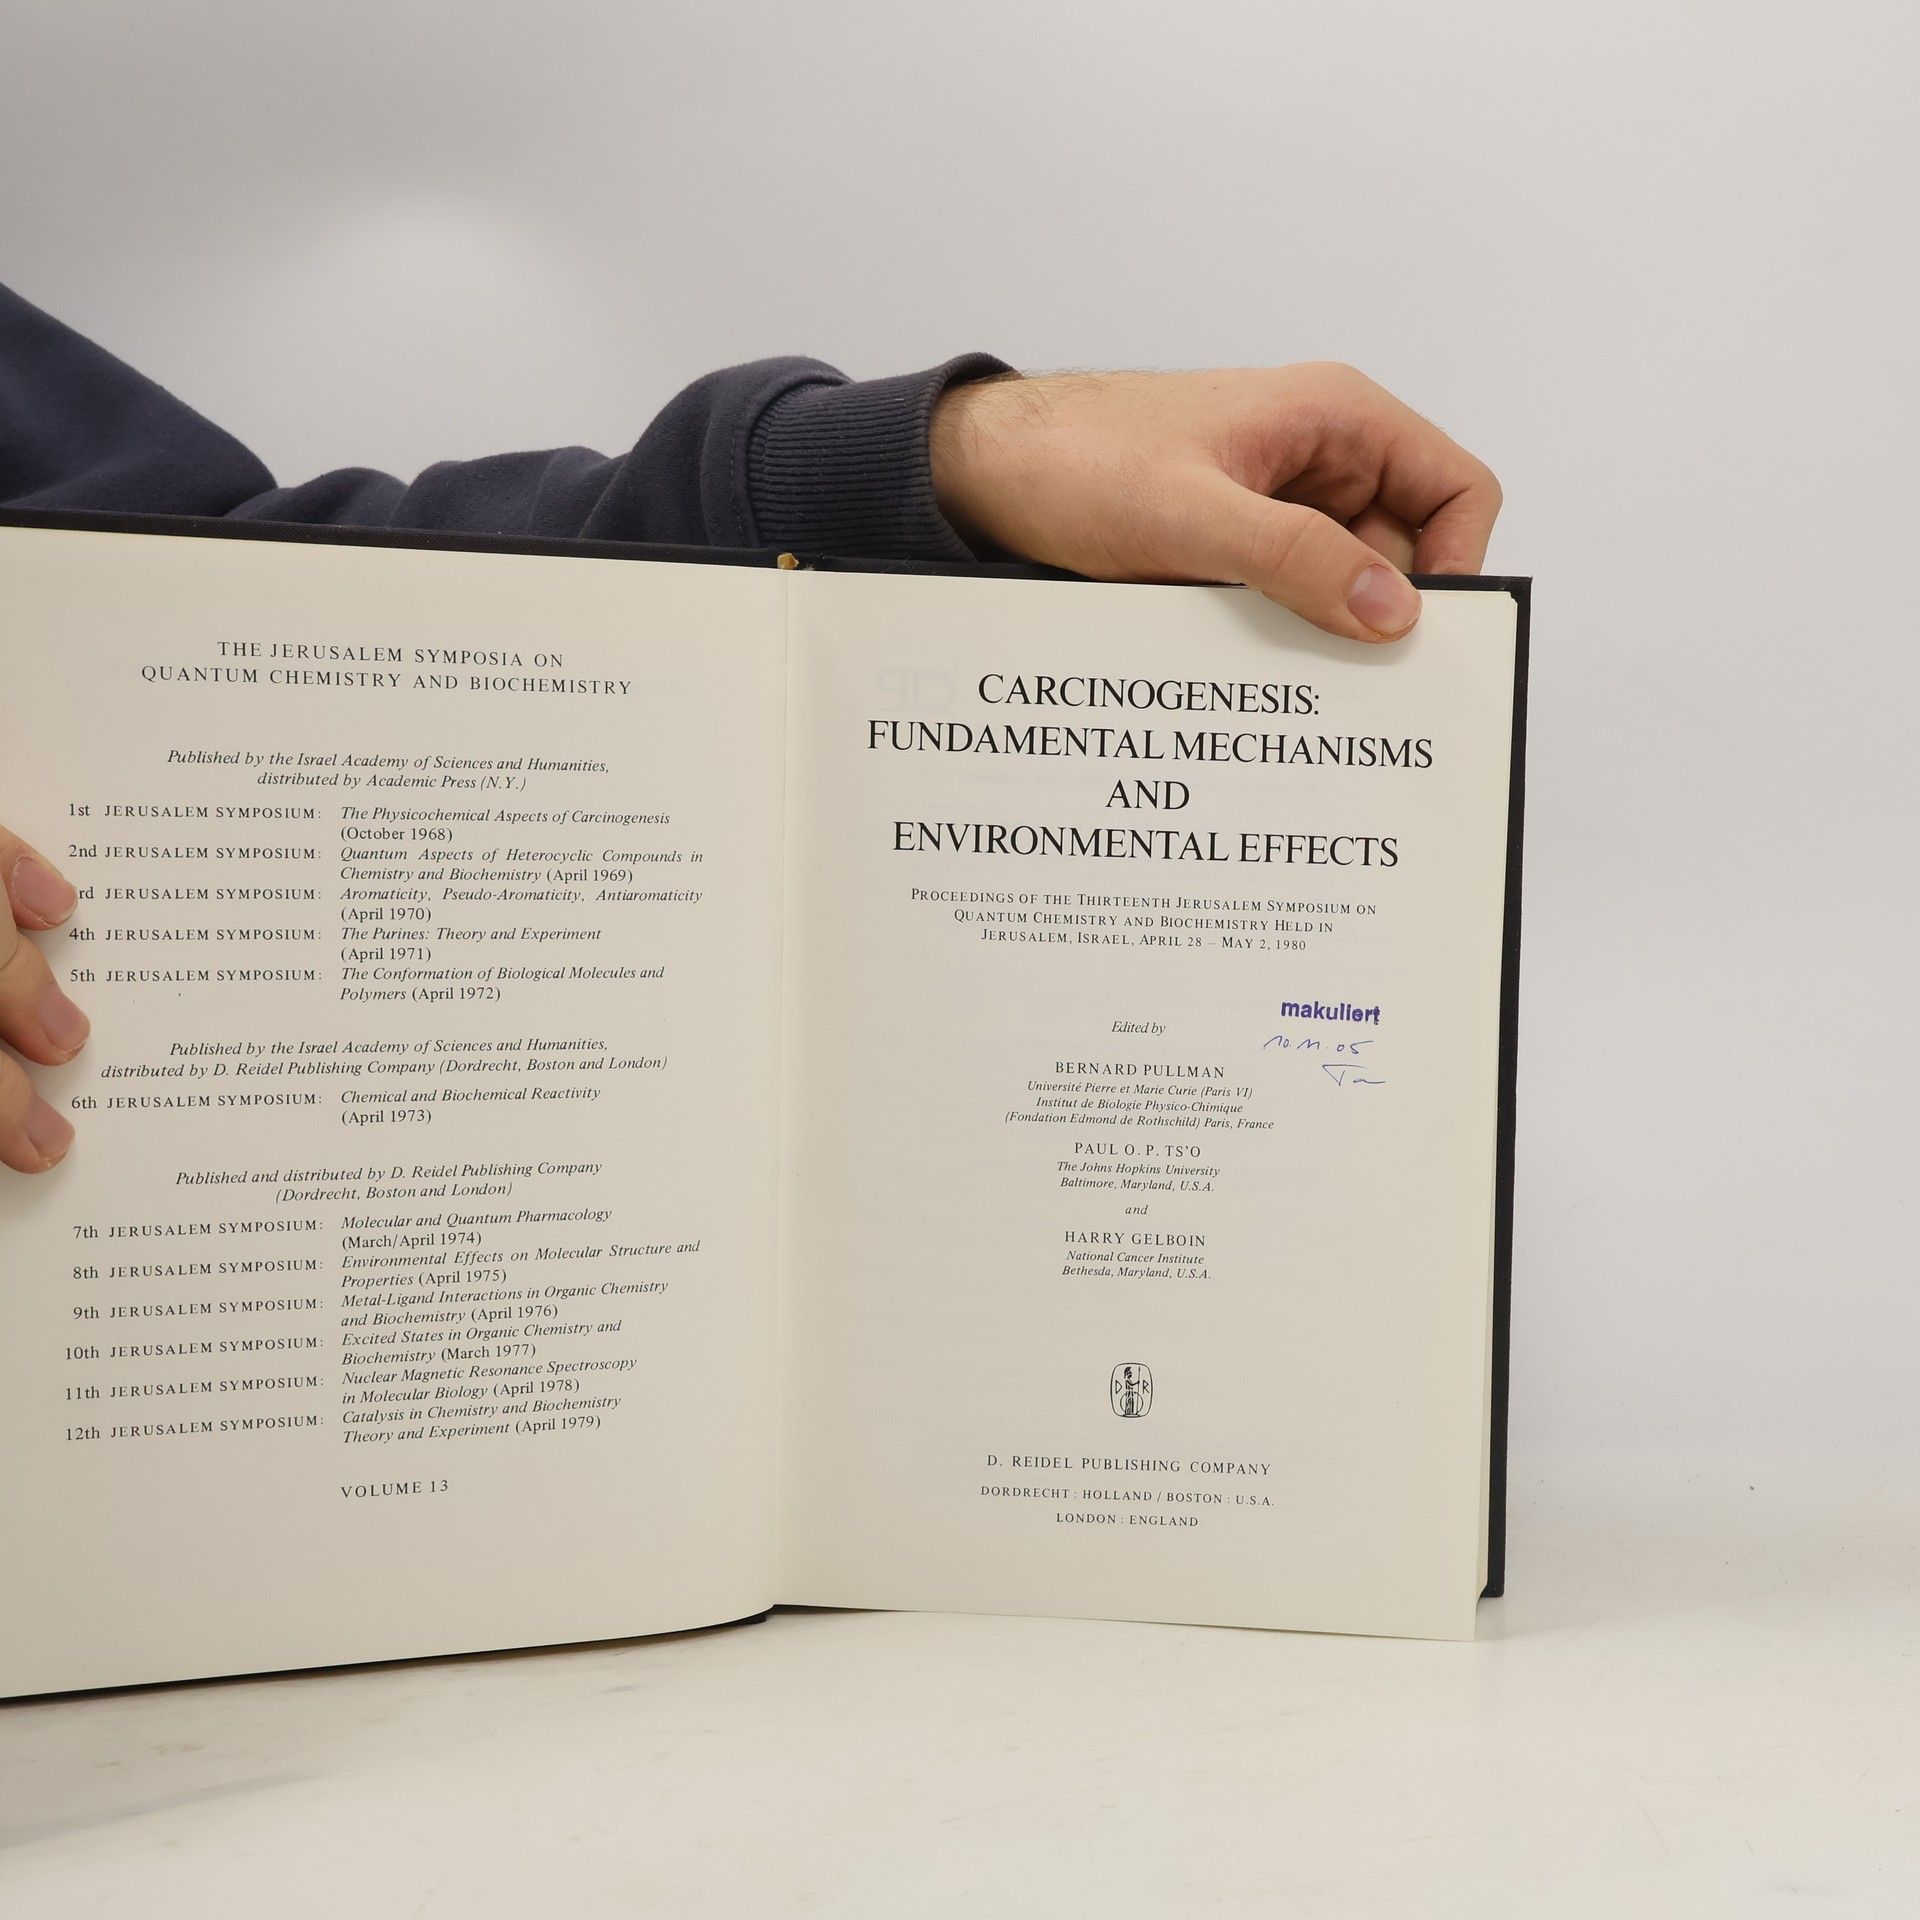 THE JERUSALEM SYMPOSIA ON
QUANTUM CHEMISTRY AND BIOCHEMISTRY
Published by the Israel Academy of Sciences and Humanities,
distributed by Academic Press (N.Y.)
1st JERUSALEM SYMPOSIUM: The Physicochemical Aspects of Carcinogenesis
(October 1968)
2nd JERUSALEM SYMPOSIUM: Quantum Aspects of Heterocyclic Compounds in
Chemistry and Biochemistry (April 1969)
rd JERUSALEM SYMPOSIUM: Aromaticity, Pseudo-Aromaticity, Antiaromaticity
(April 1970)
4th JERUSALEM SYMPOSIUM: The Purines: Theory and Experiment
(April 1971)
5th JERUSALEM SYMPOSIUM: The Conformation of Biological Molecules and
Polymers (April 1972)
Published by the Israel Academy of Sciences and Humanities,
distributed by D. Reidel Publishing Company (Dordrecht, Boston and London)
6th JERUSALEM SYMPOSIUM: Chemical and Biochemical Reactivity
(April 1973)
Published and distributed by D. Reidel Publishing Company
(Dordrecht, Boston and London)
7th JERUSALEM SYMPOSIUM: Molecular and Quantum Pharmacology
(March/April 1974)
8th JERUSALEM SYMPOSIUM: Environmental Effects on Molecular Structure and
Properties (April 1975)
9th JERUSALEM SYMPOSIUM: Metal-Ligand Interactions in Organic Chemistry
and Biochemistry (April 1976)
10th JERUSALEM SYMPOSIUM: Excited States in Organic Chemistry and
Biochemistry (March 1977)
11th JERUSALEM SYMPOSIUM: Nuclear Magnetic Resonance Spectroscopy
in Molecular Biology (April 1978)
12th JERUSALEM SYMPOSIUM: Catalysis in Chemistry and Biochemistry
Theory and Experiment (April 1979)
VOLUME 13
CARCINOGENESIS:
FUNDAMENTAL MECHANISMS
AND
ENVIRONMENTAL EFFECTS
PROCEEDINGS OF THE THIRTEENTH JERUSALEM SYMPOSIUM ON
QUANTUM CHEMISTRY AND BIOCHEMISTRY HELD IN
JERUSALEM, ISRAEL, APRIL 28 – MAY 2, 1980
makuliert
10.11.05
Edited by
BERNARD PULLMAN
Université Pierre et Marie Curie (Paris VI)
Institut de Biologie Physico-Chimique
(Fondation Edmond de Rothschild) Paris, France
PAUL O. P. TS'O
The Johns Hopkins University
Baltimore, Maryland, U.S.A.
and
HARRY GELBOIN
National Cancer Institute
Bethesda, Maryland, U.S.A.
D R
D. REIDEL PUBLISHING COMPANY
DORDRECHT : HOLLAND / BOSTON : U.S.A.
LONDON : ENGLAND